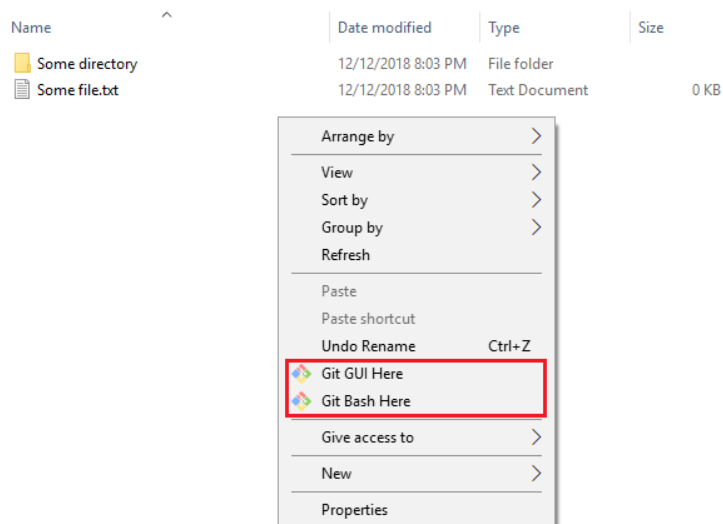 Name Date modified Type Size
Some directory 12/12/2018 8:03 PM File folder
Some file.txt 12/12/2018 8:03 PM Text Document 0 KB
Arrange by
View
Sort by
Group by
Refresh
Paste
Paste shortcut
Undo Rename Ctrl+Z
Git GUI Here
Git Bash Here
Give access to
New
Properties